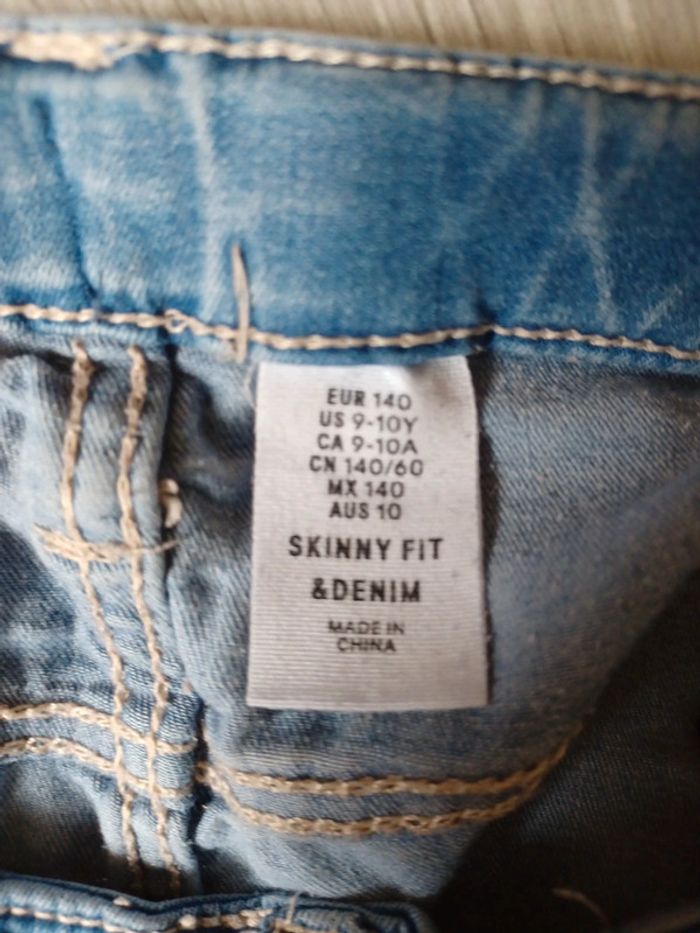 EUR 140
US 9-10Y
CA 9-10A
CN 140/60
MX 140
AUS 10
SKINNY FIT
&DENIM
MADE IN
CHINA